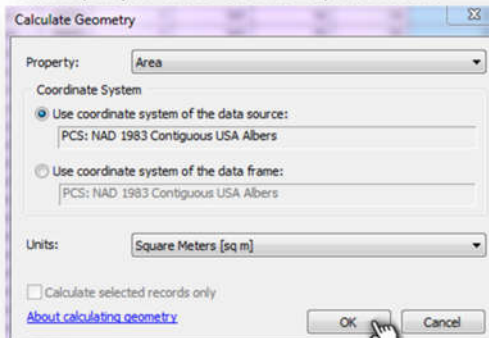 Calculate Geometry
Property: Area
Coordinate System
Use coordinate system of the data source:
PCS: NAD 1983 Contiguous USA Albers
Use coordinate system of the data frame:
PCS: NAD 1983 Contiguous USA Albers
Units: Square Meters [sq m]
Calculate selected records only
About calculating geometry OK Cancel